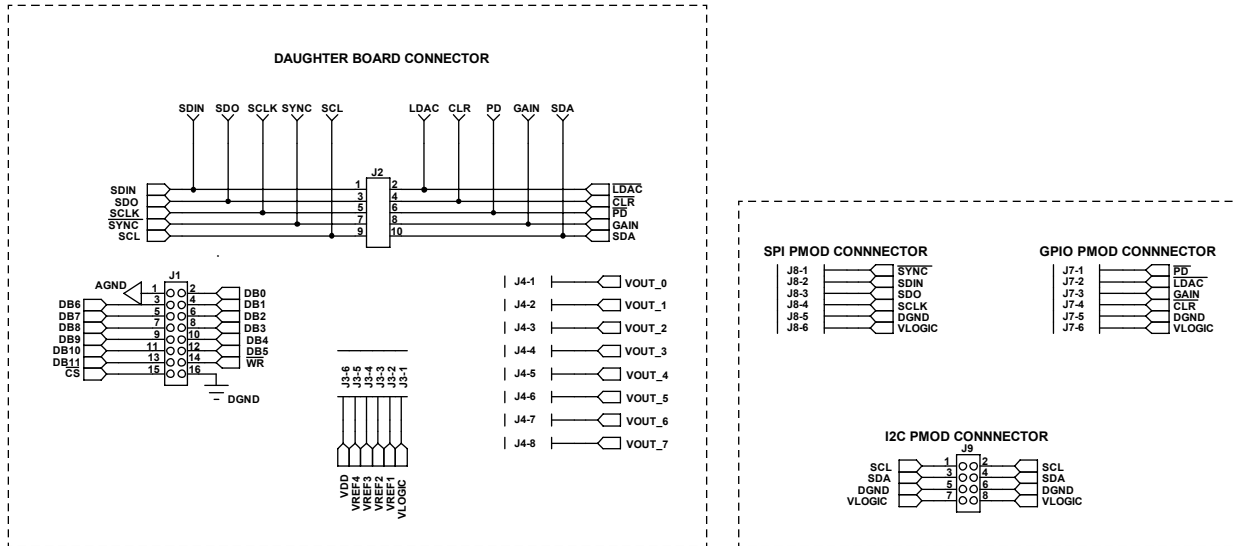 DAUGHTER BOARD CONNECTOR
SDIN SDO SCLK SYNC SCL LDAC CLR PD GAIN SDA
J2
SDIN 1 2 LDAC
SDO 3 4 CLR
SCLK 5 6 PD
SYNC 7 8 GAIN
SCL 9 10 SDA
J1
AGND 1 2 DB0
DB6 3 4 DB1
DB7 5 6 DB2
DB8 7 8 DB3
DB9 9 10 DB4
DB10 11 12 DB5
DB11 13 14 WR
CS 15 16
DGND
J3-6 J3-5 J3-4 J3-3 J3-2 J3-1
VDD VREF4 VREF3 VREF2 VREF1 VLOGIC
J4-1 VOUT_0
J4-2 VOUT_1
J4-3 VOUT_2
J4-4 VOUT_3
J4-5 VOUT_4
J4-6 VOUT_5
J4-7 VOUT_6
J4-8 VOUT_7
SPI PMOD CONNNECTOR
J8-1 SYNC
J8-2 SDIN
J8-3 SDO
J8-4 SCLK
J8-5 DGND
J8-6 VLOGIC
GPIO PMOD CONNNECTOR
J7-1 PD
J7-2 LDAC
J7-3 GAIN
J7-4 CLR
J7-5 DGND
J7-6 VLOGIC
I2C PMOD CONNNECTOR
J9
SCL 1 2 SCL
SDA 3 4 SDA
DGND 5 6 DGND
VLOGIC 7 8 VLOGIC